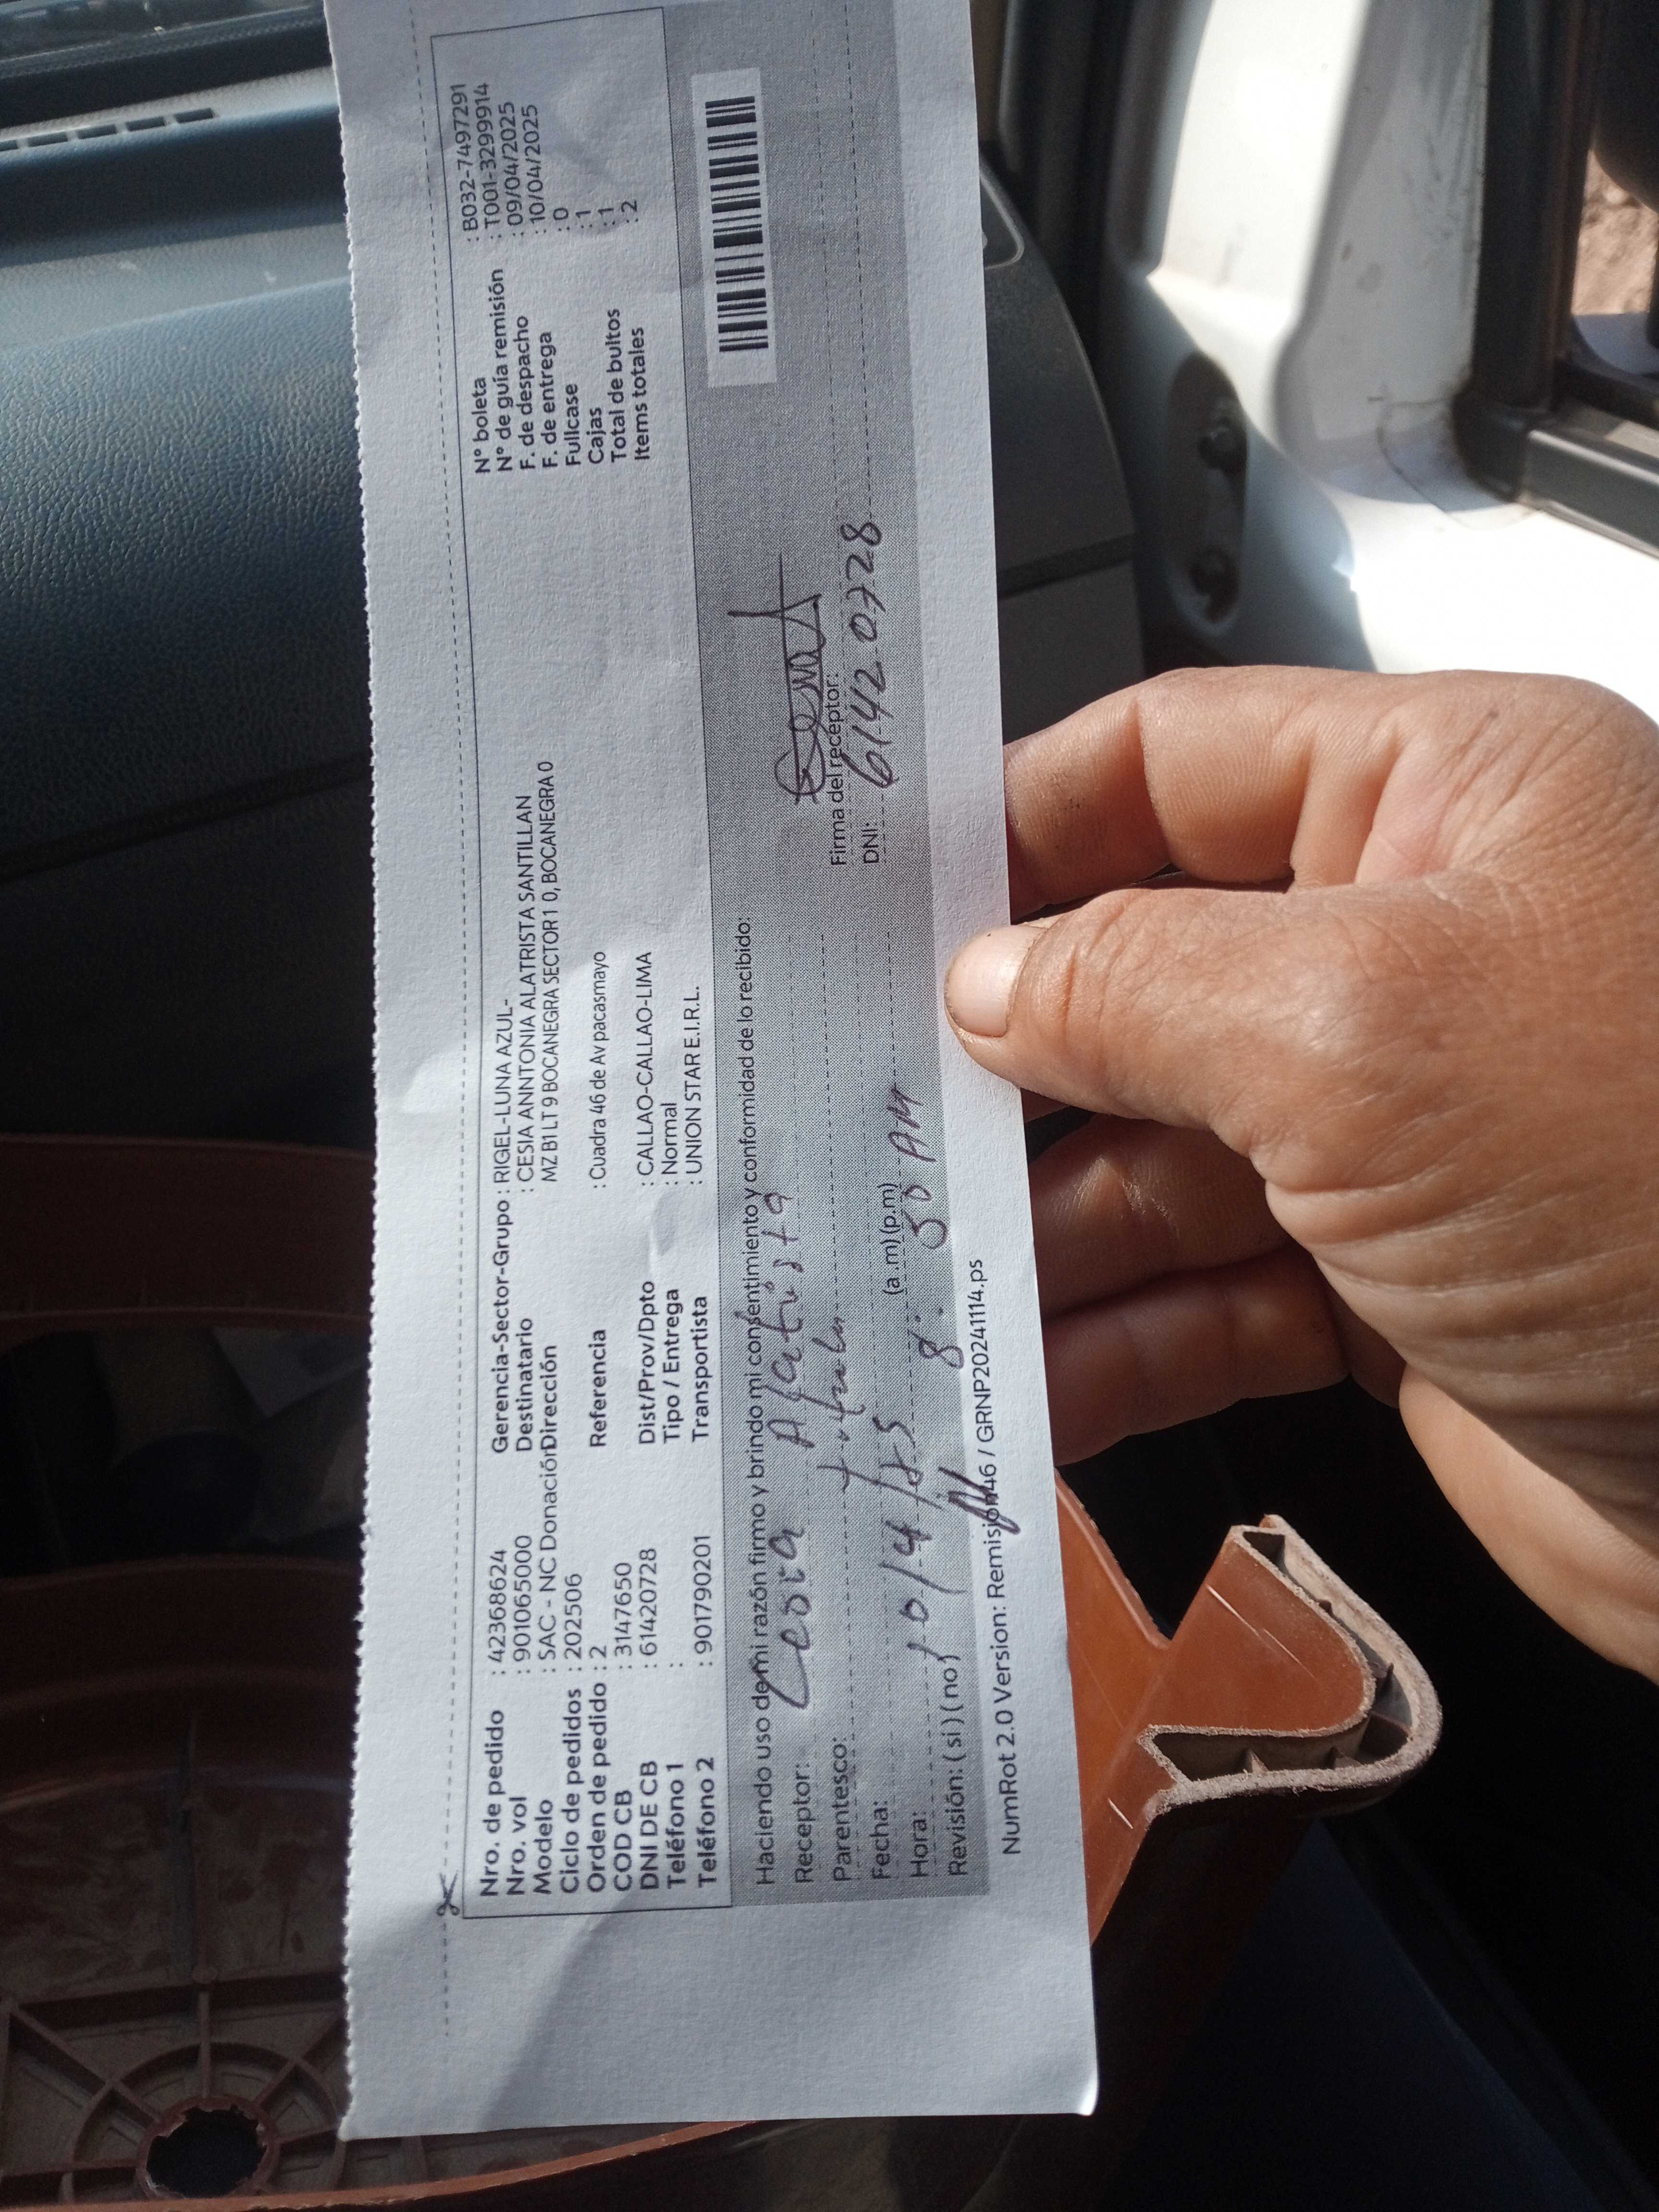 Nro. de pedido : 42368624
Nro. vol : 901065000
Modelo : SAC - NC Donación
Ciclo de pedidos : 202506
Orden de pedido : 2
COD CB : 3147650
DNI DE CB : 61420728
Teléfono 1 :
Teléfono 2 : 901790201
Gerencia-Sector-Grupo : RIGEL-LUNA AZUL-
Destinatario : CESIA ANNTONIA ALATRISTA SANTILLAN
Dirección MZ B1 LT 9 BOCANEGRA SECTOR1 0, BOCANEGRA 0
Referencia : Cuadra 46 de Av pacasmayo
Dist/Prov/Dpto : CALLAO-CALLAO-LIMA
Tipo / Entrega : Normal
Transportista : UNION STAR E.I.R.L.
N° boleta : B032-7497291
N° de guía remisión : T001-3299914
F. de despacho : 09/04/2025
F. de entrega : 10/04/2025
Fullcase : 0
Cajas : 1
Total de bultos : 1
Items totales : 2
Haciendo uso de mi razón firmo y brindo mi consentimiento y conformidad de lo recibido:
Receptor: Cesia Alatrista
Parentesco: titular
Fecha: 10/4/25
Hora: 8:50 AM (a .m) (p.m)
Revisión: ( si ) ( no )
Firma del receptor:
DNI: 61420728
NumRot 2.0 Version: Remision46 / GRNP20241114.ps